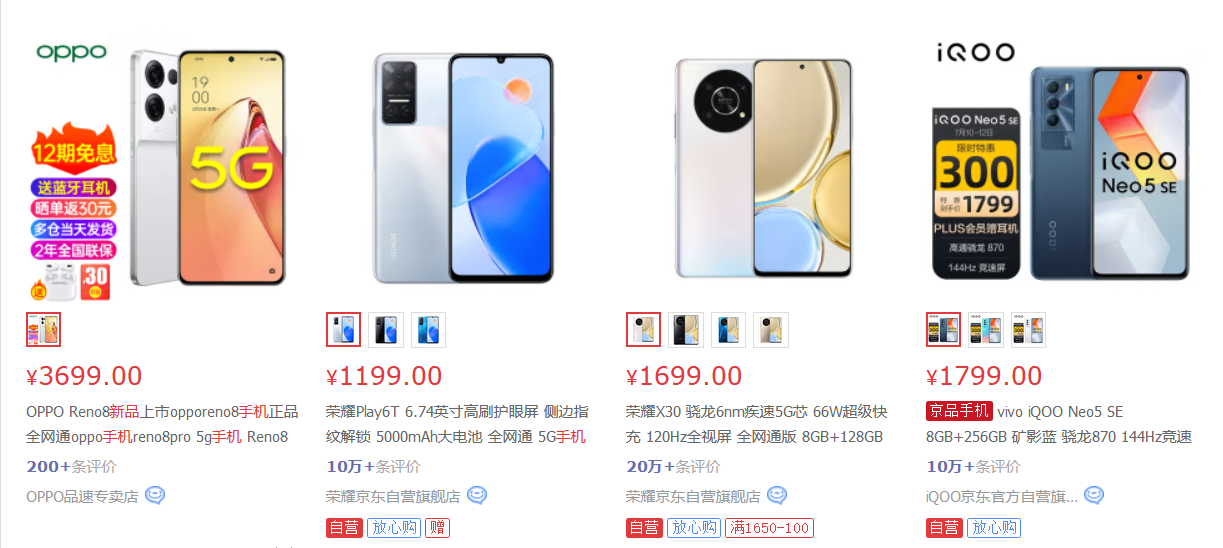 oppo
12期免息
送蓝牙耳机
晒单返30元
多仓当天发货
2年全国联保
送
.30
19
00
5G
HONOR
iQOO
iQOO Neo5 SE
7月10-12日
限时特惠
300
特惠
到手价
1799
PLUS会员赠耳机
高通骁龙 870
144Hz 竞速屏
iQOO
iQOO
Neo5 SE
¥3699.00
OPPO Reno8新品上市opporeno8手机正品
全网通oppo手机reno8pro 5g手机 Reno8
200+条评价
OPPO品速专卖店
¥1199.00
荣耀Play6T 6.74英寸高刷护眼屏 侧边指
纹解锁 5000mAh大电池 全网通 5G手机
10万+条评价
荣耀京东自营旗舰店
自营 放心购 赠
¥1699.00
荣耀X30 骁龙6nm疾速5G芯 66W超级快
充 120Hz全视屏 全网通版 8GB+128GB
20万+条评价
荣耀京东自营旗舰店
自营 放心购 满1650-100
¥1799.00
京品手机 vivo iQOO Neo5 SE
8GB+256GB 矿影蓝 骁龙870 144Hz竞速
10万+条评价
iQOO京东自营官方旗...
自营 放心购